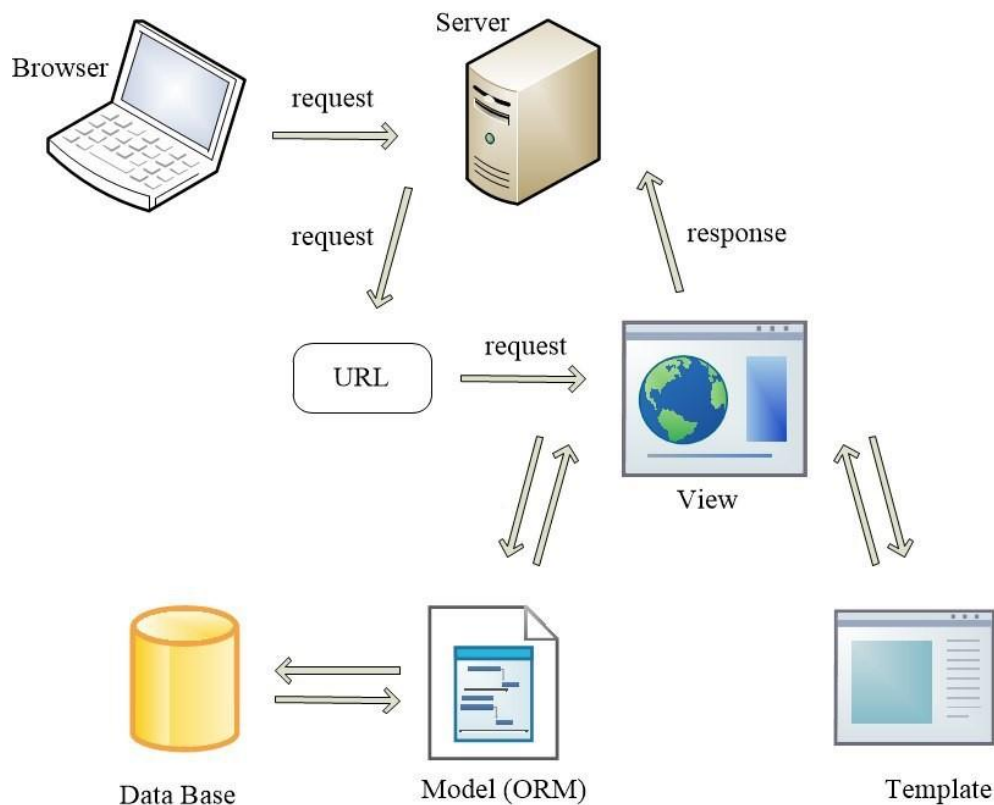 Server
Browser
request
request
response
URL
request
View
Data Base
Model (ORM)
Template